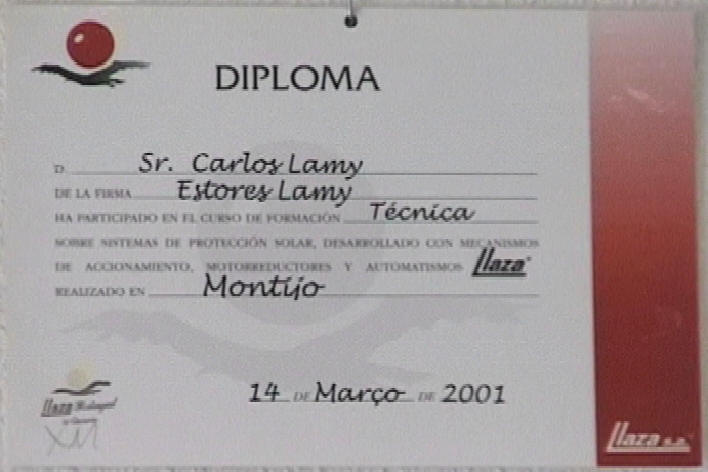 DIPLOMA
D. Sr. Carlos Lamy
DE LA FIRMA Estores Lamy
HA PARTICIPADO EN EL CURSO DE FORMACIÓN Técnica
SOBRE SISTEMAS DE PROTECCIÓN SOLAR, DESARROLLADO CON MECANISMOS
DE ACCIONAMIENTO, MOTORREDUCTORES Y AUTOMATISMOS llaza
REALIZADO EN Montijo
14 DE Março DE 2001
llaza
llaza s.a.